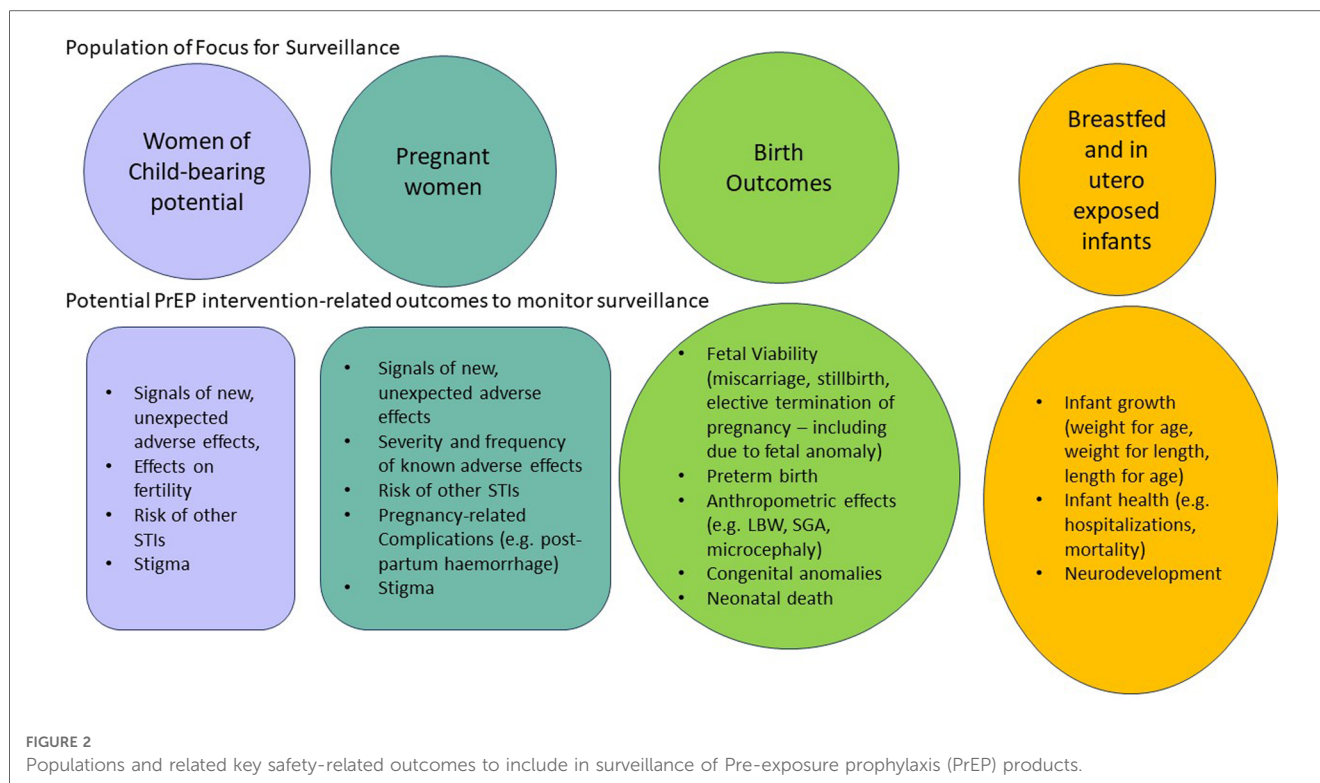 Population of Focus for Surveillance
Women of
Child-bearing
potential
Pregnant
women
Birth
Outcomes
Breastfed
and in
utero
exposed
infants
Potential PrEP intervention-related outcomes to monitor surveillance
• Signals of new,
unexpected
adverse effects,
• Effects on
fertility
• Risk of other
STIs
• Stigma
• Signals of new,
unexpected adverse
effects
• Severity and frequency
of known adverse effects
• Risk of other STIs
• Pregnancy-related
Complications (e.g. post-
partum haemorrhage)
• Stigma
• Fetal Viability
(miscarriage, stillbirth,
elective termination of
pregnancy – including
due to fetal anomaly)
• Preterm birth
• Anthropometric effects
(e.g. LBW, SGA,
microcephaly)
• Congenital anomalies
• Neonatal death
• Infant growth
(weight for age,
weight for length,
length for age)
• Infant health (e.g.
hospitalizations,
mortality)
• Neurodevelopment
FIGURE 2
Populations and related key safety-related outcomes to include in surveillance of Pre-exposure prophylaxis (PrEP) products.